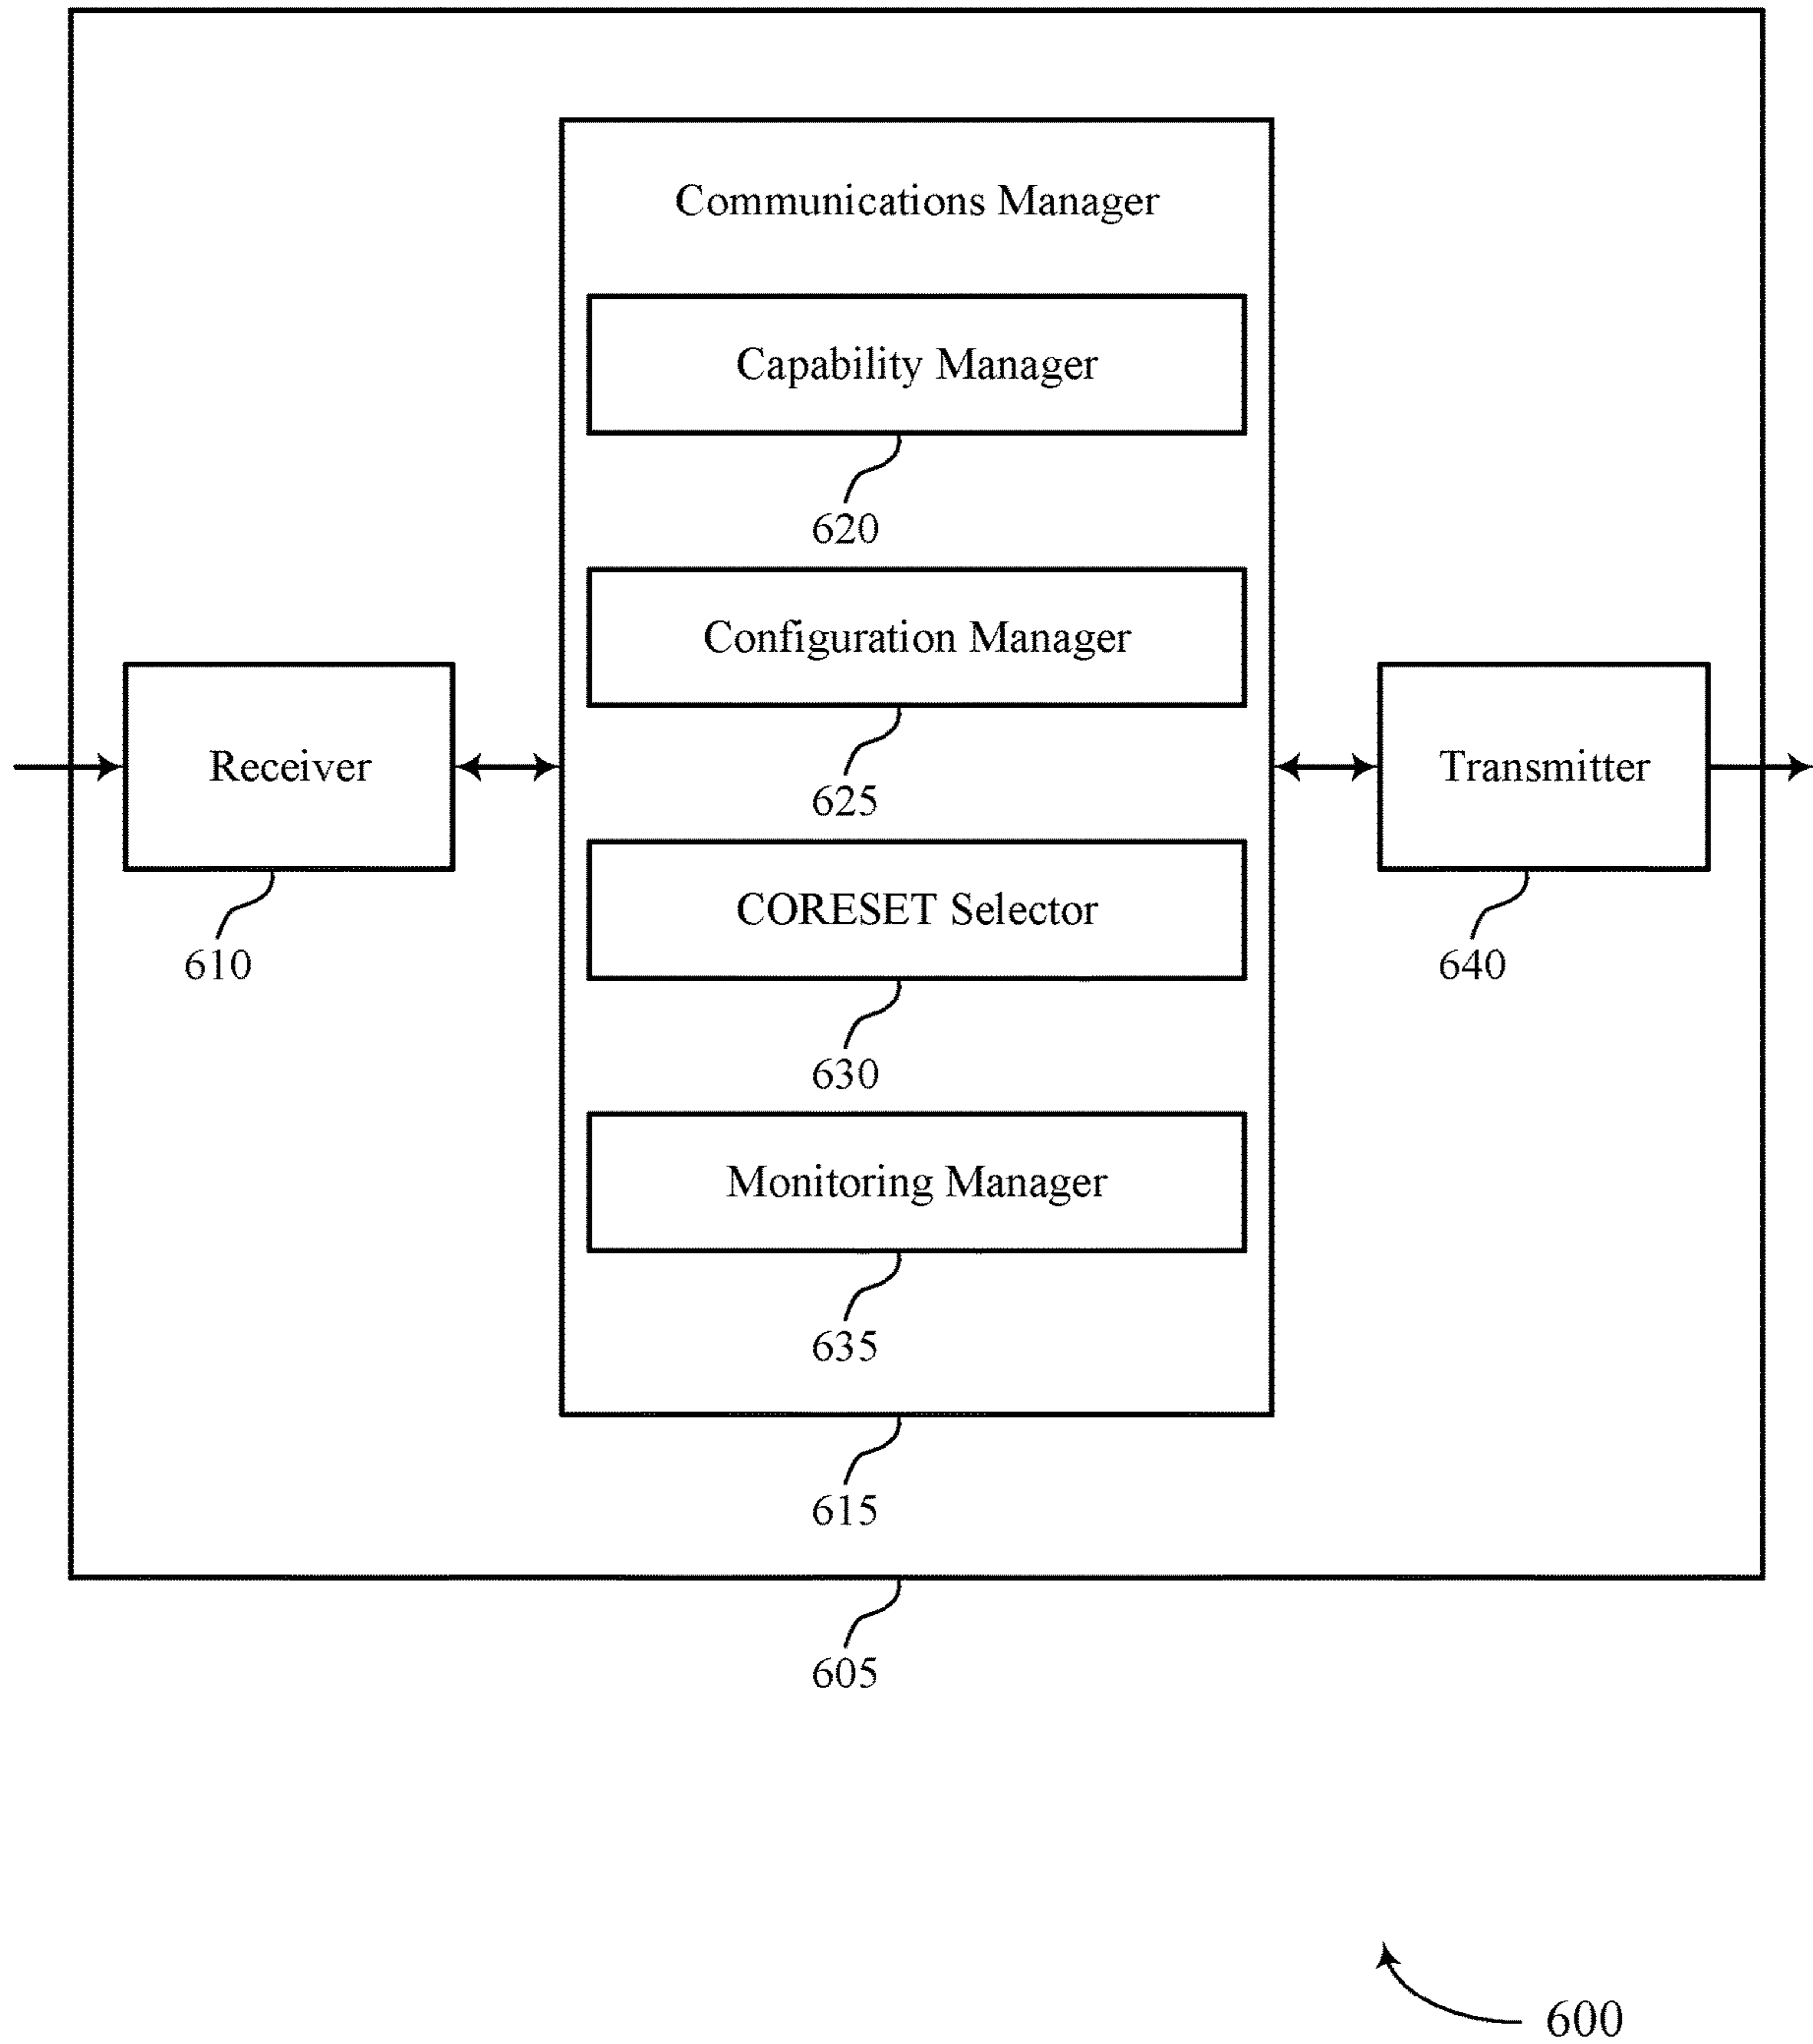 Communications Manager
Capability Manager
620
Configuration Manager
625
Receiver
610
CORESET Selector
630
Monitoring Manager
635
615
Transmitter
640
605
600